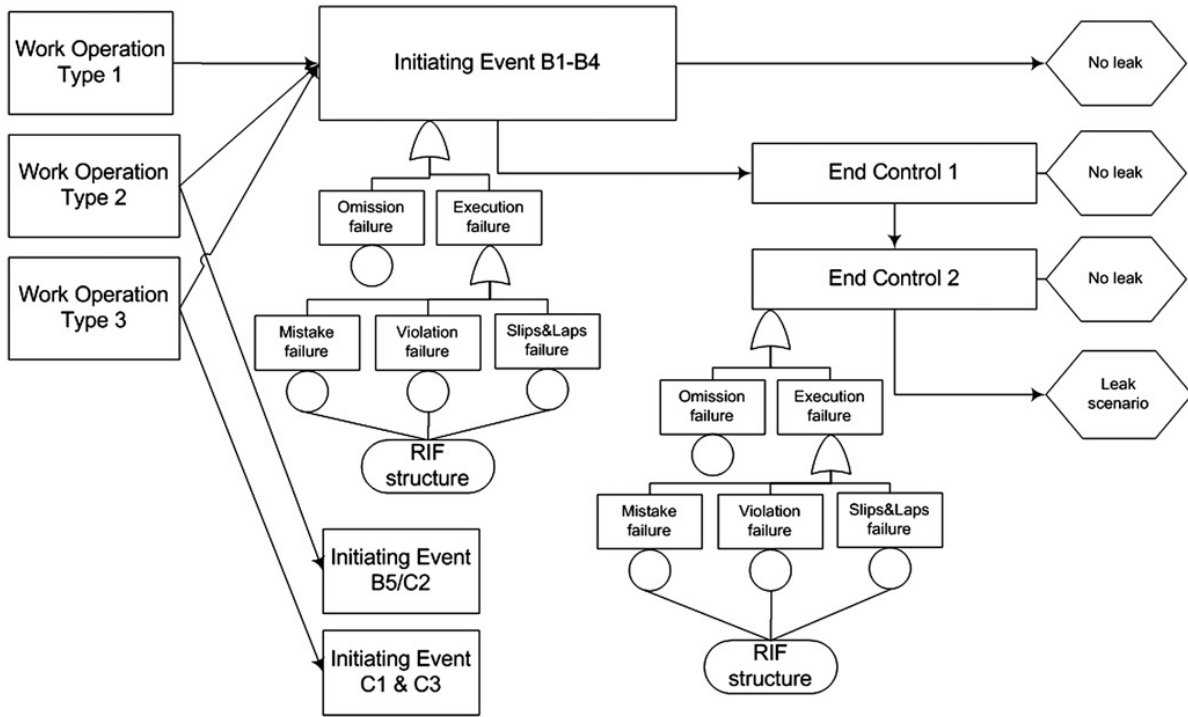 Work Operation
Type 1
Initiating Event B1-B4
No leak
Work Operation
Type 2
End Control 1
No leak
Omission
failure
Execution
failure
Work Operation
Type 3
End Control 2
No leak
Mistake
failure
Violation
failure
Slips&Laps
failure
Leak
scenario
Omission
failure
Execution
failure
RIF
structure
Mistake
failure
Violation
failure
Slips&Laps
failure
Initiating Event
B5/C2
Initiating Event
C1 & C3
RIF
structure